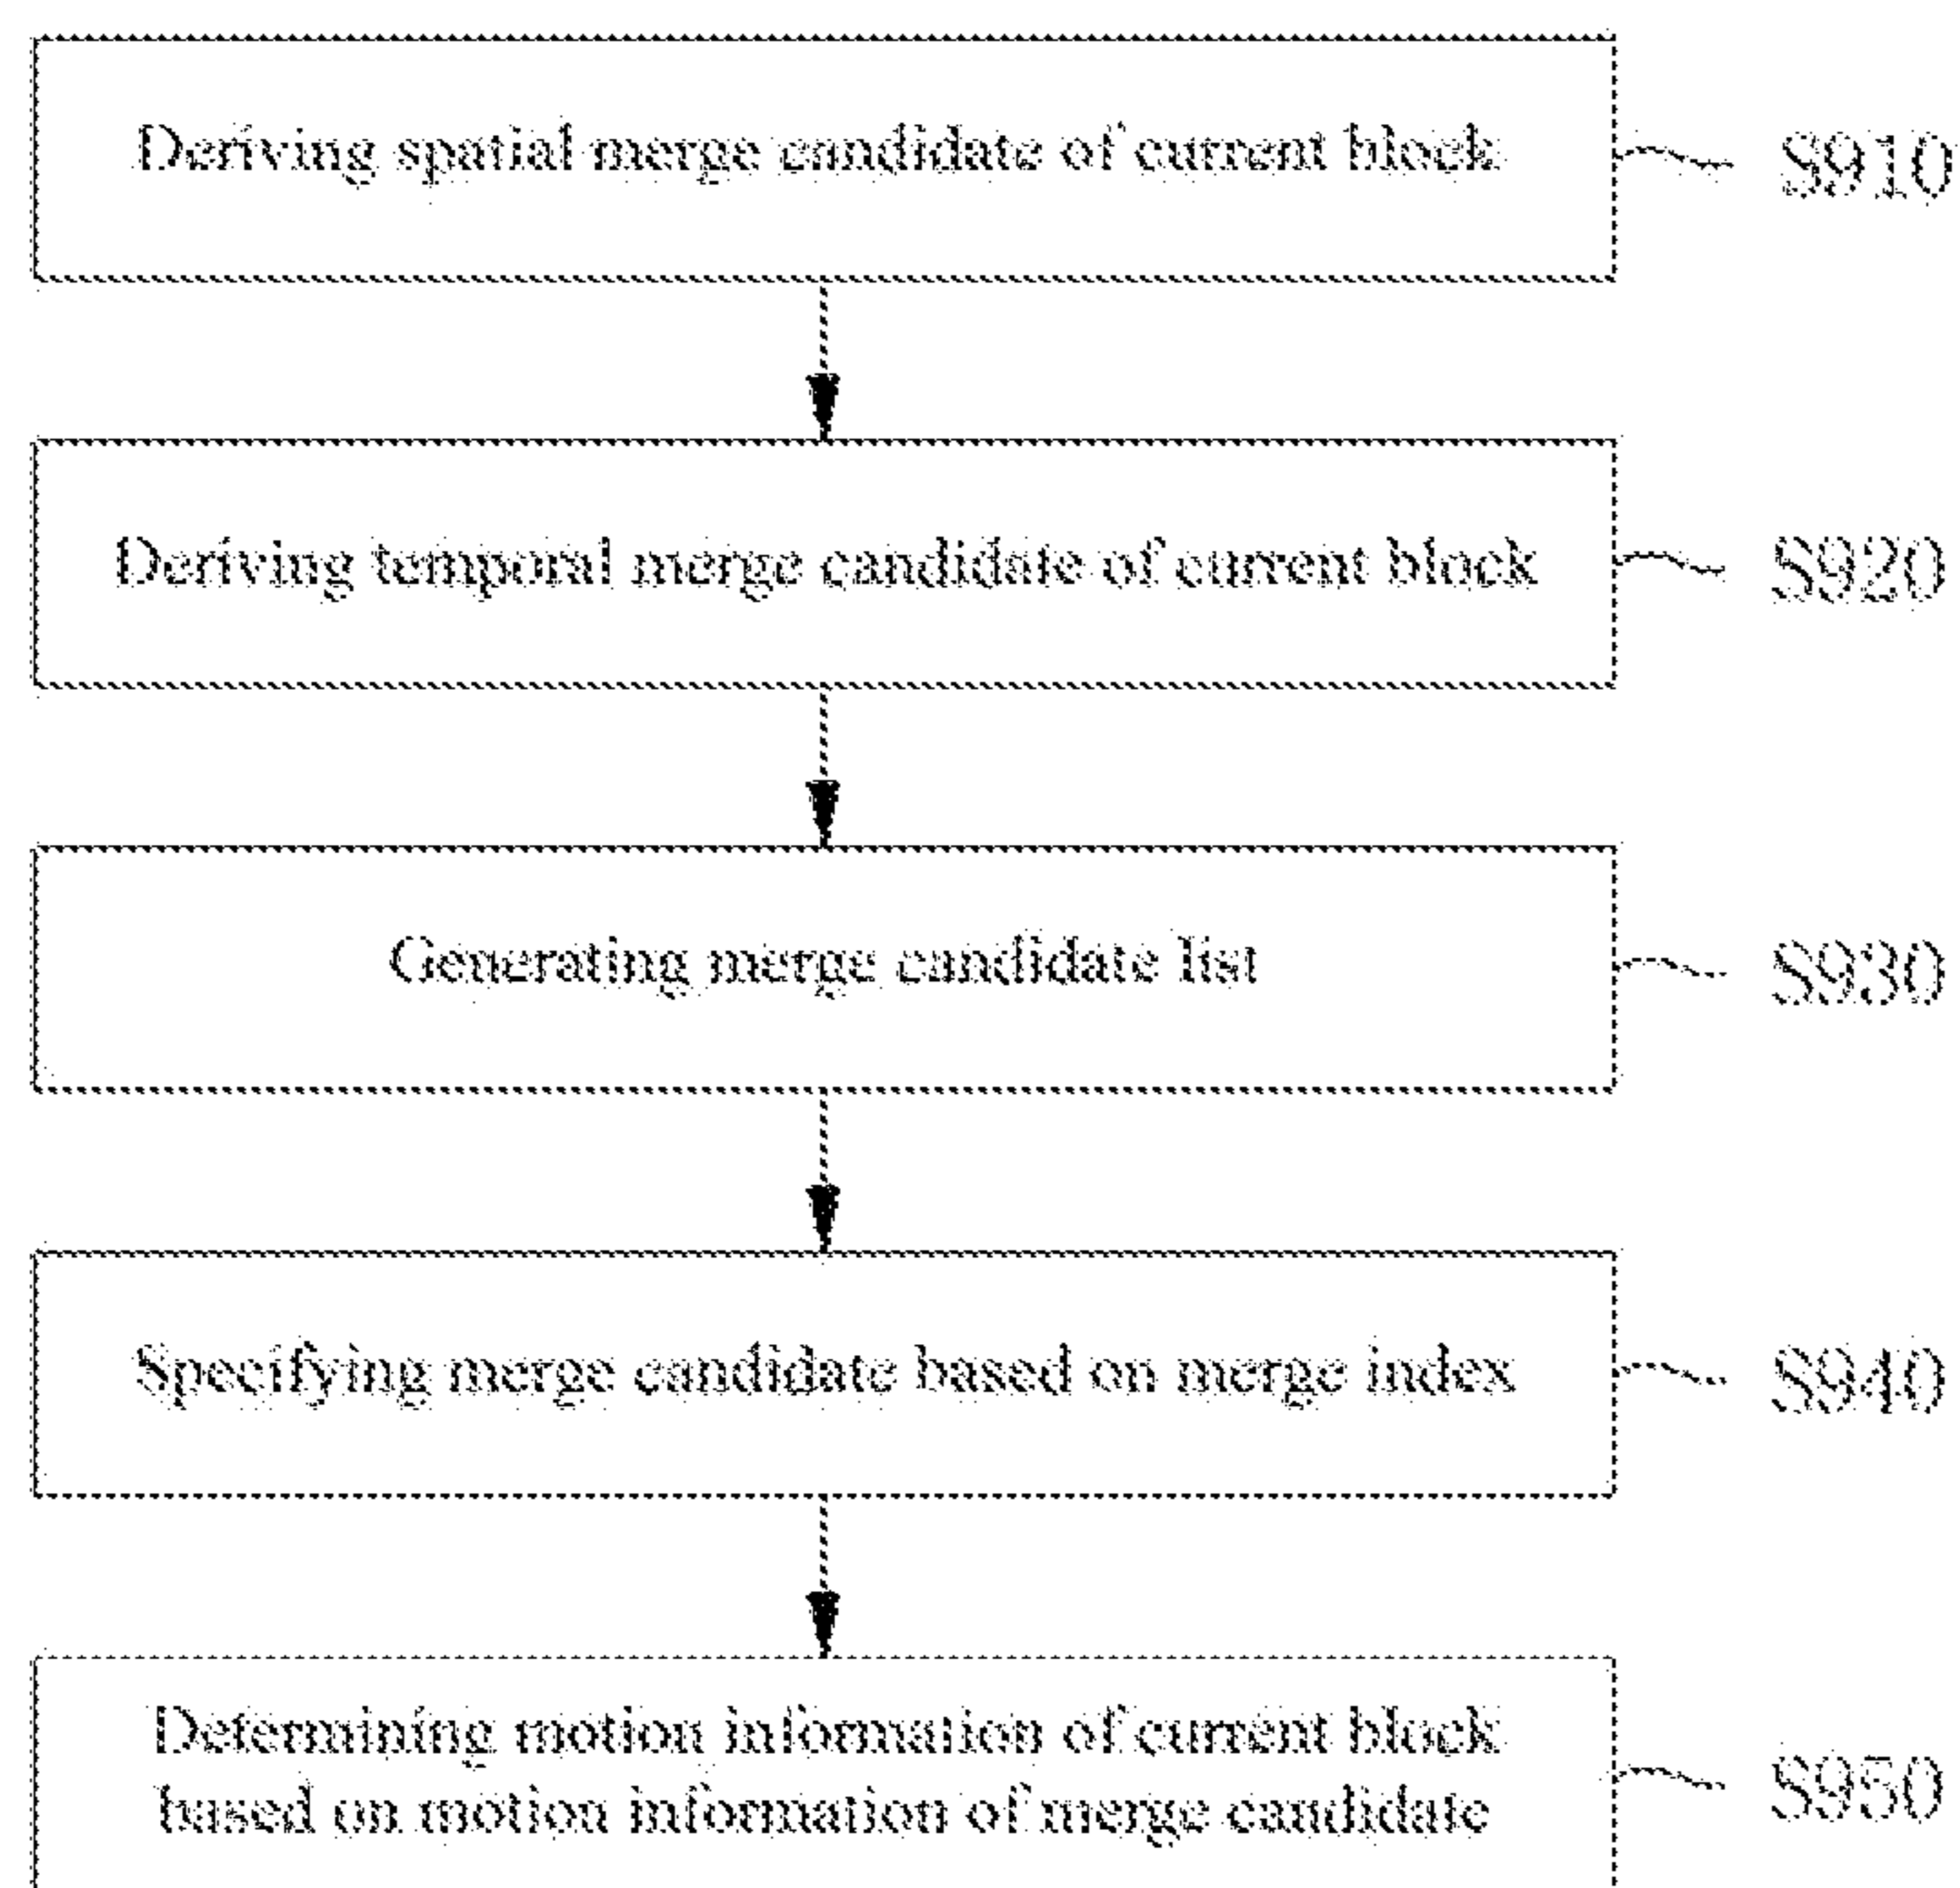 Deriving spatial merge candidate of current block
S910
Deriving temporal merge candidate of current block
S920
Generating merge candidate list
S930
Specifying merge candidate based on merge index
S940
Determining motion information of current block
based on motion information of merge candidate
S950